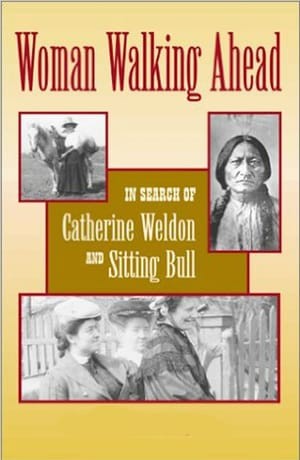 Woman Walking Ahead
IN SEARCH OF
Catherine Weldon
AND Sitting Bull